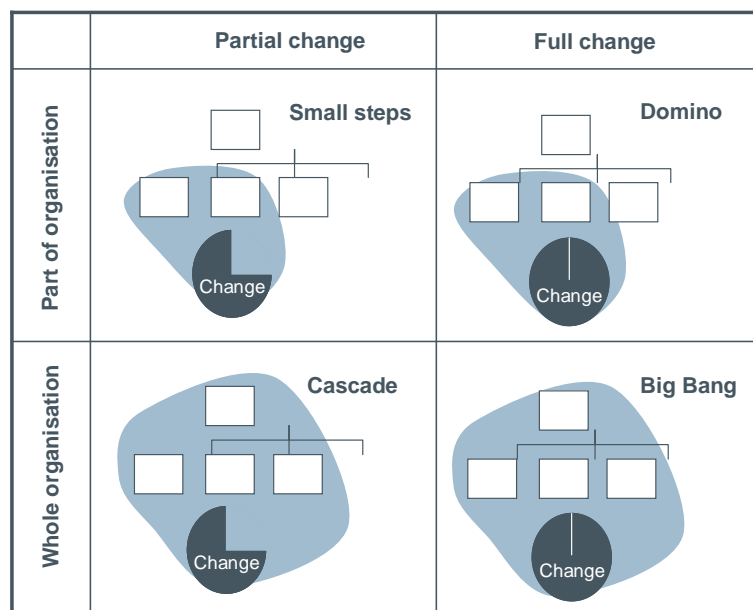 Partial change
Full change
Part of organisation
Small steps
Change
Domino
Change
Whole organisation
Cascade
Change
Big Bang
Change